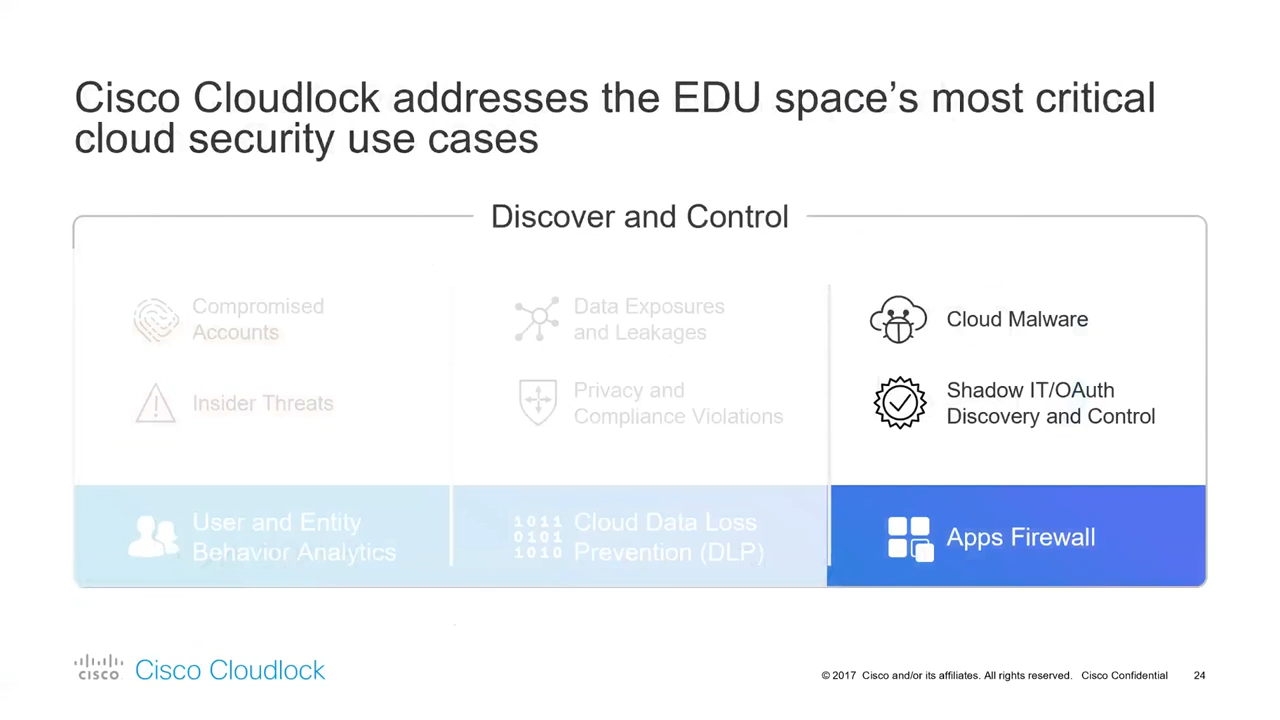 Cisco Cloudlock addresses the EDU space’s most critical
cloud security use cases
Discover and Control
Compromised
Accounts
Insider Threats
User and Entity
Behavior Analytics
Data Exposures
and Leakages
Privacy and
Compliance Violations
1011
0101
1010
Cloud Data Loss
Prevention (DLP)
Cloud Malware
Shadow IT/OAuth
Discovery and Control
Apps Firewall
CISCO
Cisco Cloudlock
© 2017 Cisco and/or its affiliates. All rights reserved. Cisco Confidential 24